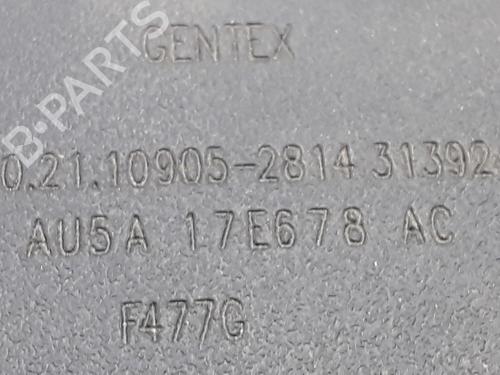 GENTEX
0.21.10905-2814 31392
AU5A 17E678 AC
F477G
B·PARTS